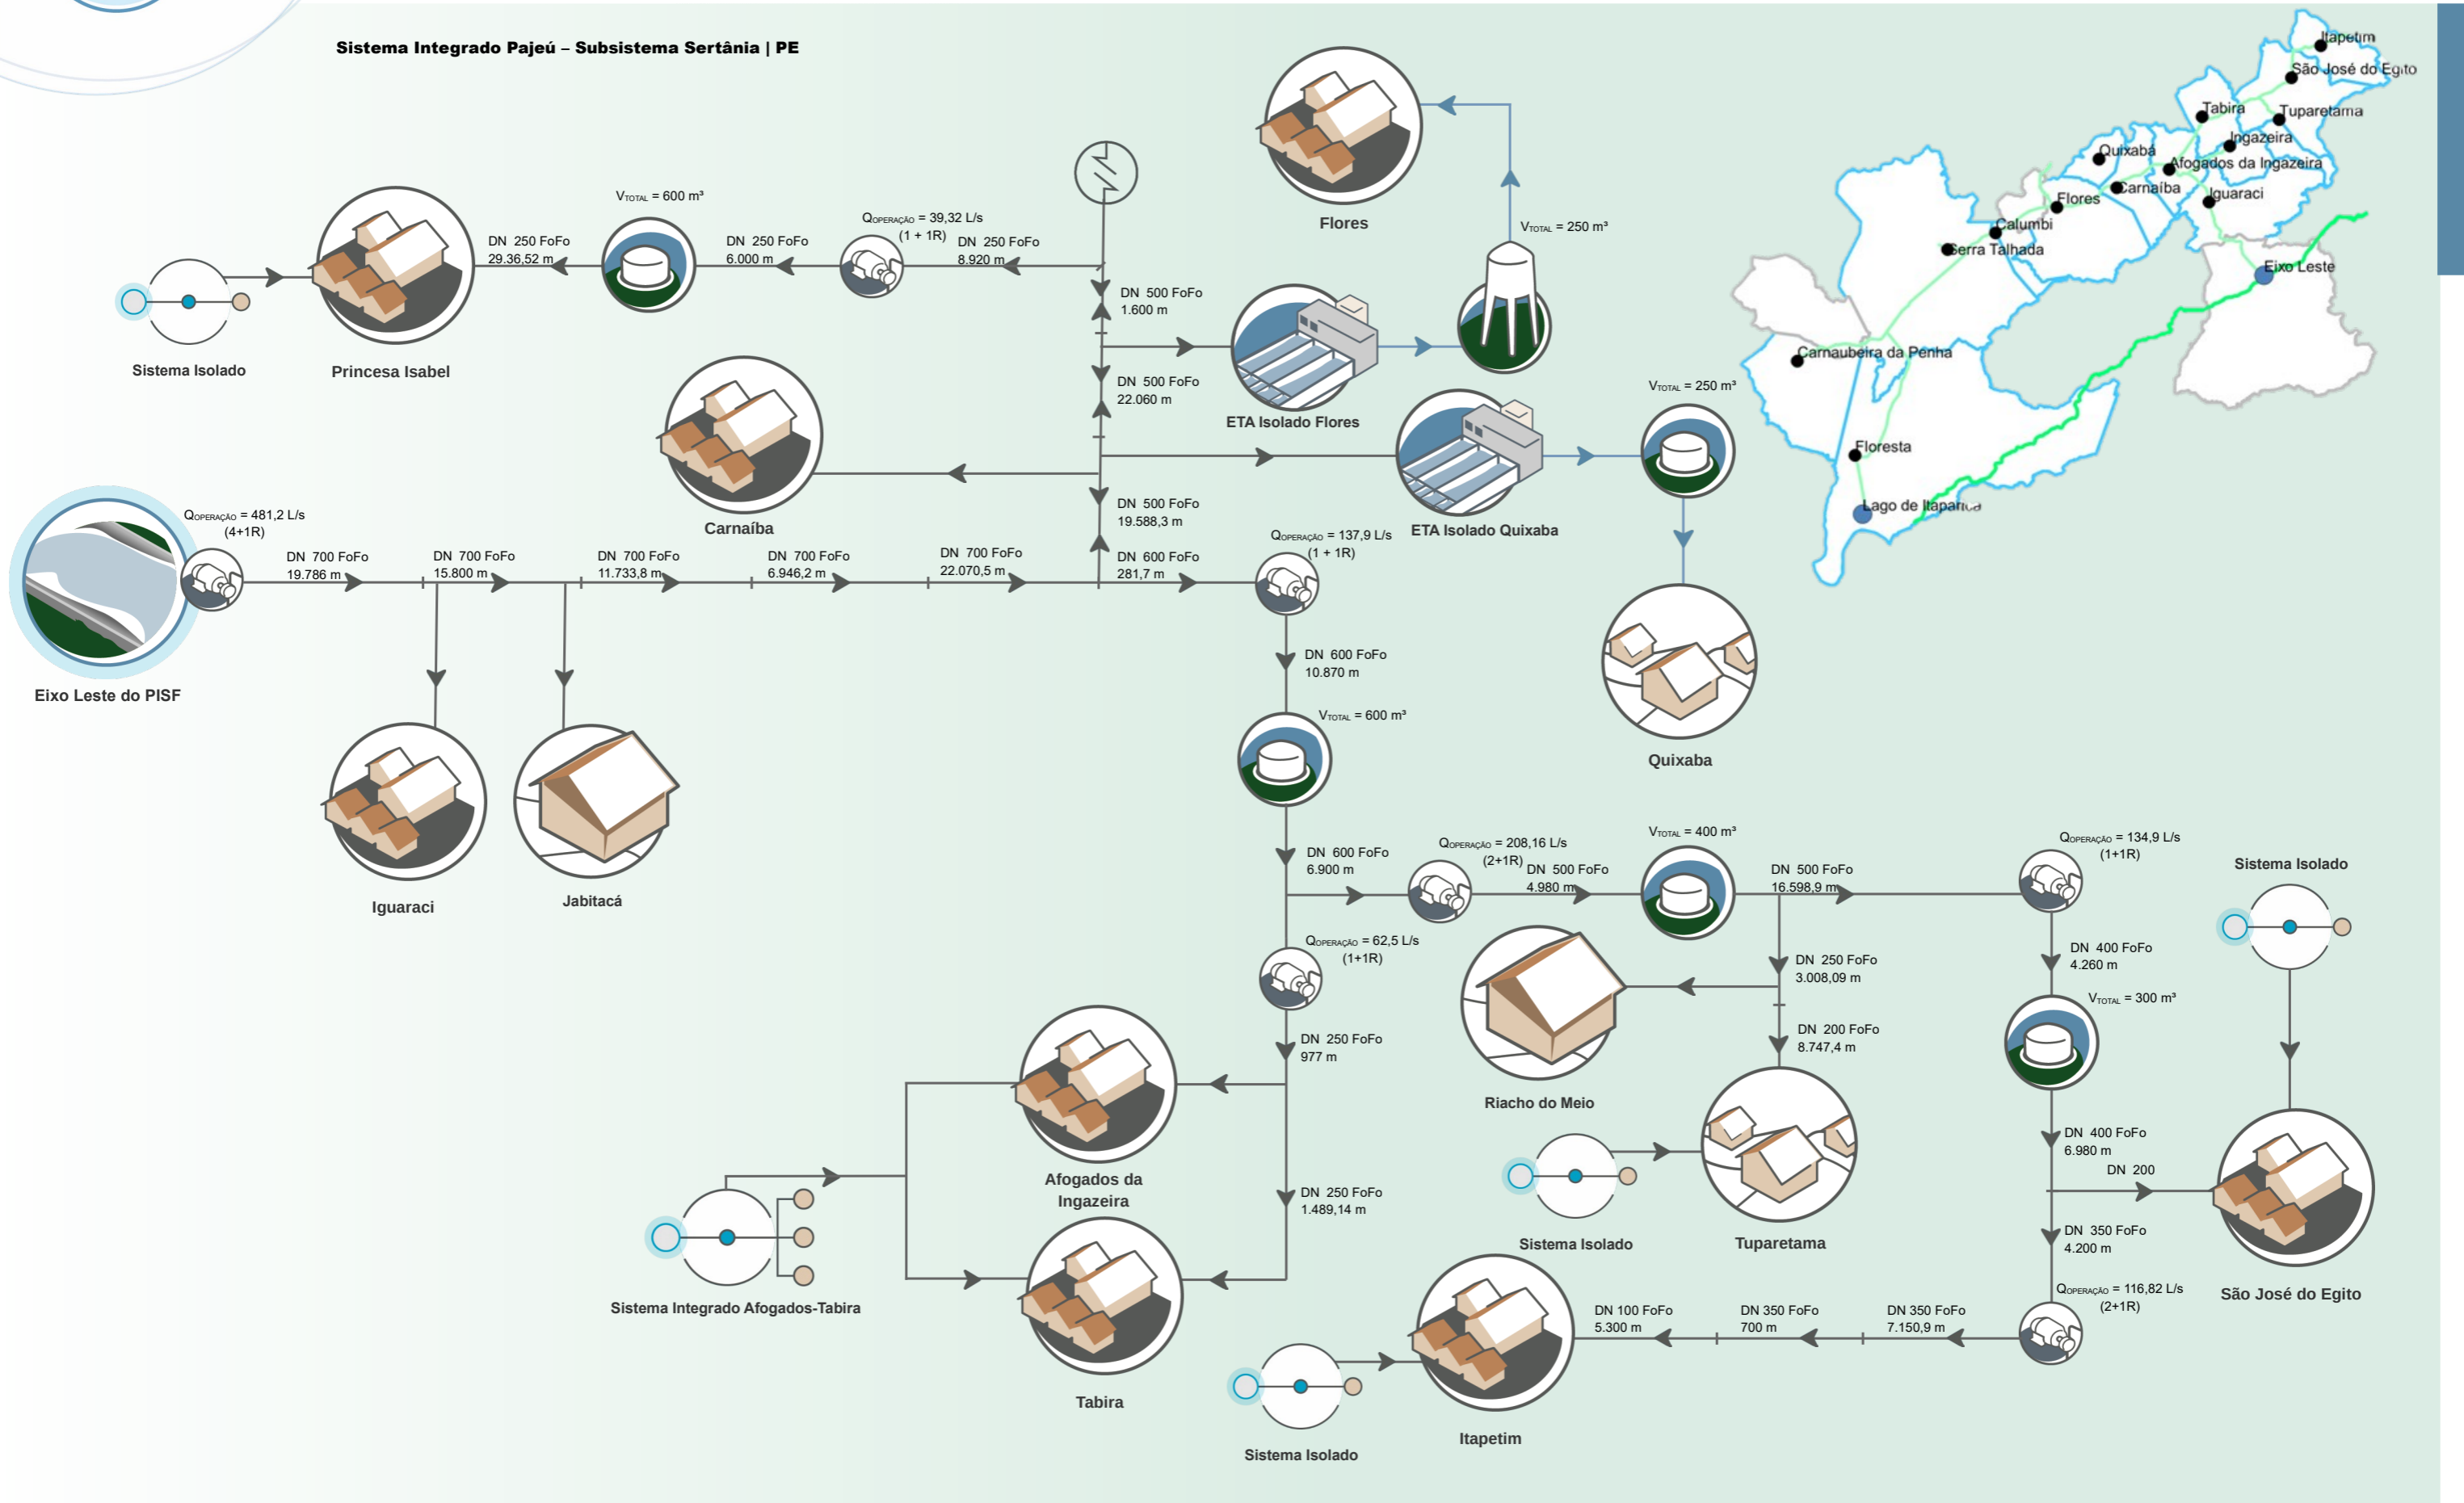 Sistema Integrado Pajeú – Subsistema Sertânia | PE
Itapetim
São José do Egito
Tabira
Tuparetama
Ingazeira
Quixabá
Afogados da Ingazeira
Carnaíba
Iguaraci
Flores
Calumbi
Serra Talhada
Eixo Leste
Carnaubeira da Penha
Floresta
Lago de Itaparica
Flores
VTOTAL = 250 m³
VTOTAL = 600 m³
QOPERAÇÃO = 39,32 L/s
(1 + 1R)
DN 250 FoFo
29.36,52 m
DN 250 FoFo
6.000 m
DN 250 FoFo
8.920 m
Sistema Isolado
Princesa Isabel
DN 500 FoFo
1.600 m
DN 500 FoFo
22.060 m
ETA Isolado Flores
VTOTAL = 250 m³
ETA Isolado Quixaba
Carnaíba
DN 500 FoFo
19.588,3 m
QOPERAÇÃO = 481,2 L/s
(4+1R)
DN 700 FoFo
19.786 m
DN 700 FoFo
15.800 m
DN 700 FoFo
11.733,8 m
DN 700 FoFo
6.946,2 m
DN 700 FoFo
22.070,5 m
DN 600 FoFo
281,7 m
QOPERAÇÃO = 137,9 L/s
(1 + 1R)
Eixo Leste do PISF
DN 600 FoFo
10.870 m
VTOTAL = 600 m³
Quixaba
Iguaraci
Jabitacá
DN 600 FoFo
6.900 m
QOPERAÇÃO = 208,16 L/s
(2+1R)
DN 500 FoFo
4.980 m
VTOTAL = 400 m³
DN 500 FoFo
16.598,9 m
QOPERAÇÃO = 134,9 L/s
(1+1R)
Sistema Isolado
QOPERAÇÃO = 62,5 L/s
(1+1R)
DN 250 FoFo
3.008,09 m
DN 400 FoFo
4.260 m
VTOTAL = 300 m³
DN 250 FoFo
977 m
DN 200 FoFo
8.747,4 m
Riacho do Meio
DN 400 FoFo
6.980 m
DN 200
Afogados da
Ingazeira
DN 250 FoFo
1.489,14 m
Sistema Isolado
Tuparetama
DN 350 FoFo
4.200 m
São José do Egito
QOPERAÇÃO = 116,82 L/s
(2+1R)
Sistema Integrado Afogados-Tabira
DN 100 FoFo
5.300 m
DN 350 FoFo
700 m
DN 350 FoFo
7.150,9 m
Tabira
Itapetim
Sistema Isolado